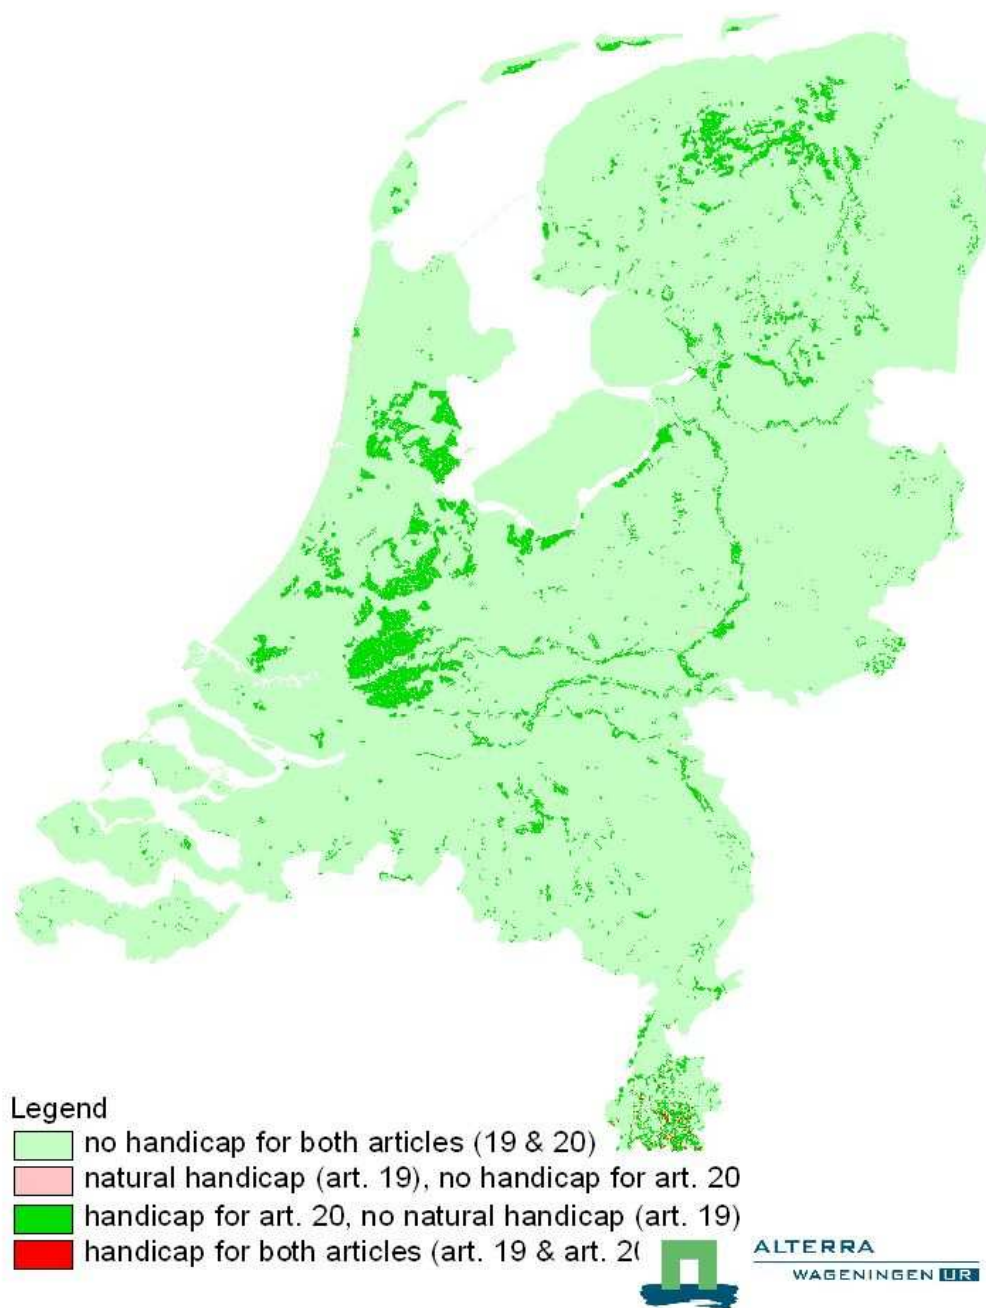 Legend
no handicap for both articles (19 & 20)
natural handicap (art. 19), no handicap for art. 20
handicap for art. 20, no natural handicap (art. 19)
handicap for both articles (art. 19 & art. 20
ALTERRA
WAGENINGEN UR